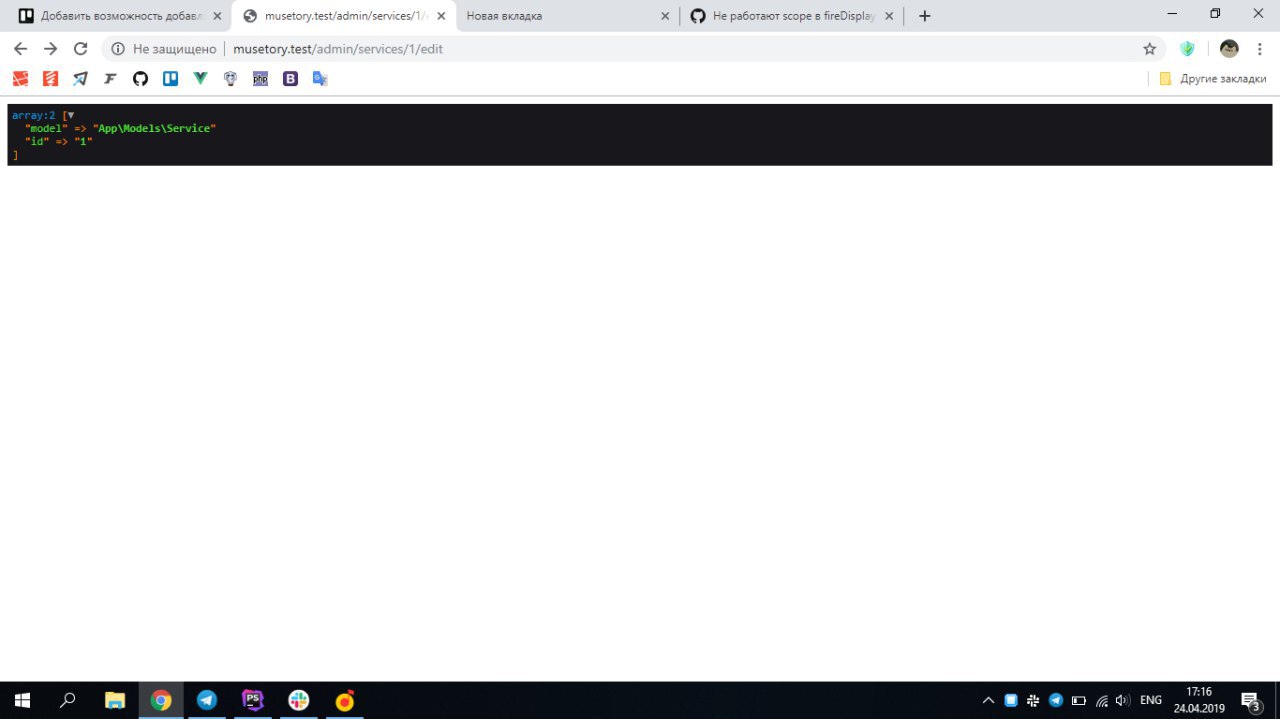 Добавить возможность добавл
musetory.test/admin/services/1/
Новая вкладка
Не работают scope в fireDisplay
Не защищено
musetory.test/admin/services/1/edit
php
B
Другие закладки
array:2 [▼
"model" => "App\Models\Service"
"id" => "1"
]
PS
ENG
17:16
24.04.2019
3